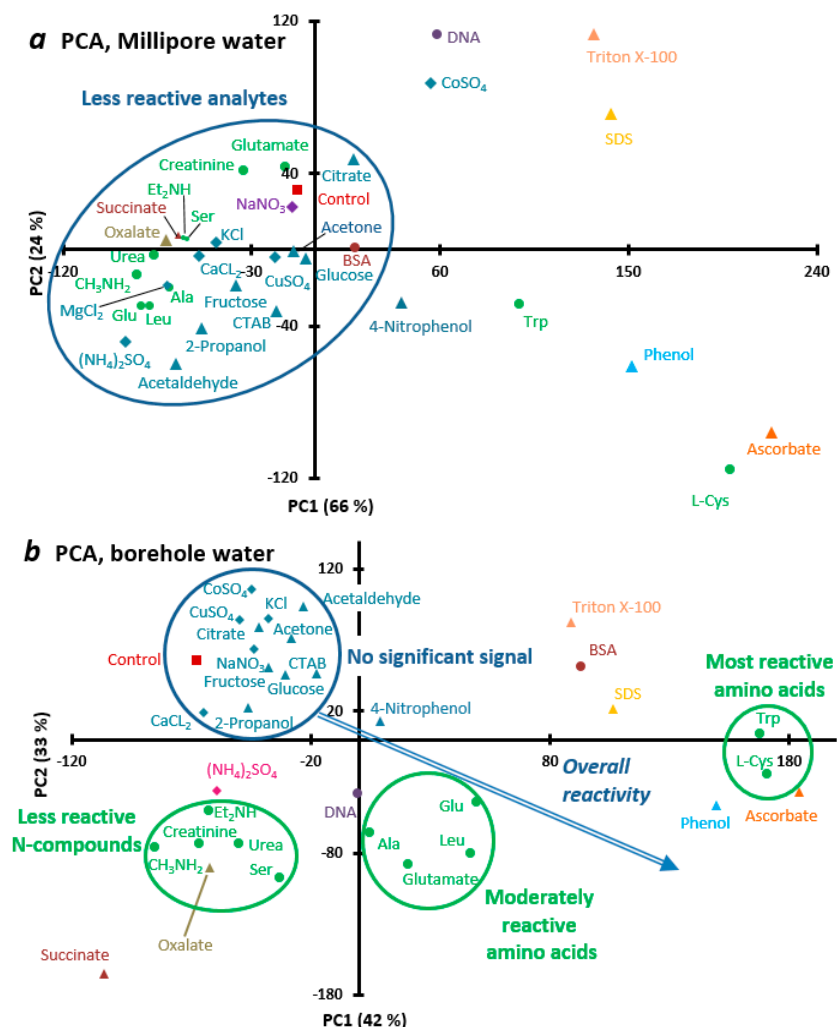 a PCA, Millipore water
120
DNA
Triton X-100
CoSO4
Less reactive analytes
SDS
Glutamate
Creatinine
40
Citrate
Et2NH
Succinate
Ser
NaNO3
Control
Oxalate
KCl
Acetone
Urea
BSA
-120
-30
60
150
240
PC2 (24 %)
CaCL2
CuSO4
Glucose
CH3NH2
Fructose
MgCl2
Ala
Glu
Leu
CTAB
-40
4-Nitrophenol
Trp
2-Propanol
(NH4)2SO4
Phenol
Acetaldehyde
Ascorbate
-120
L-Cys
PC1 (66 %)
b PCA, borehole water
120
CoSO4
KCl
Acetaldehyde
CuSO4
Citrate
Acetone
Triton X-100
BSA
Control
No significant signal
Most reactive
amino acids
NaNO3
CTAB
Fructose
Glucose
SDS
CaCL2
2-Propanol
20
4-Nitrophenol
Trp
-120
-20
80
180
PC2 (33 %)
L-Cys
(NH4)2SO4
Overall
reactivity
Less reactive
N-compounds
Et2NH
DNA
Glu
Phenol
Ascorbate
Creatinine
Urea
Ala
Leu
-80
CH3NH2
Ser
Glutamate
Moderately
reactive
amino acids
Oxalate
Succinate
-180
PC1 (42 %)